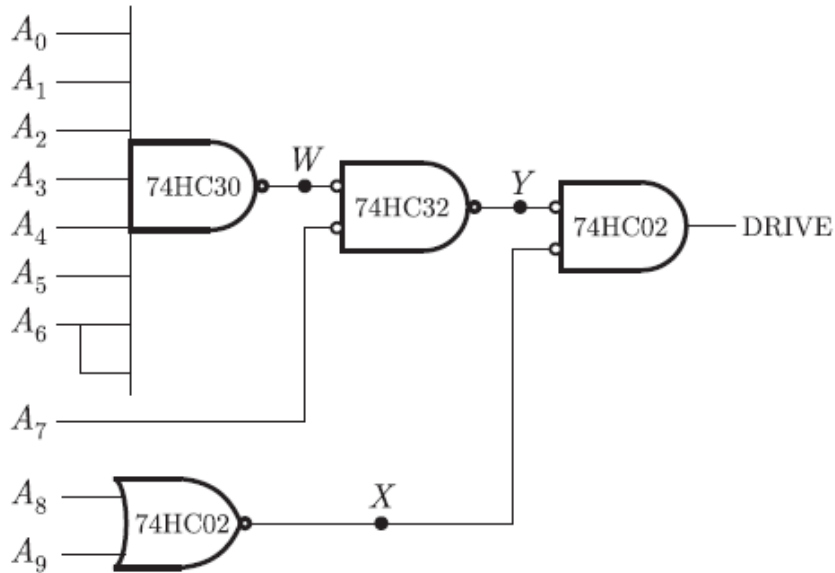 A₀
A₁
A₂
A₃
A₄
A₅
A₆
A₇
A₈
A₉
74HC30
W
74HC32
Y
74HC02
DRIVE
74HC02
X